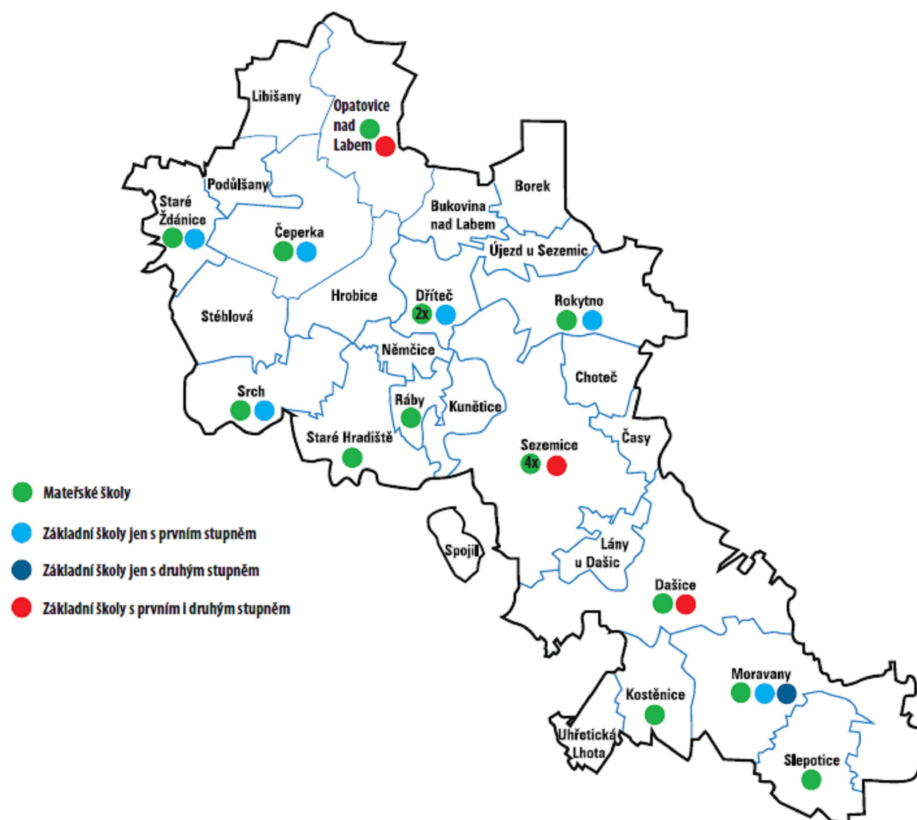 Libišany
Opatovice
nad
Labem
Podůlšany
Borek
Staré
Ždánice
Bukovina
nad Labem
Čeperka
Újezd u Sezemic
Hrobice
Dříteč
2x
Rokytno
Stéblová
Němčice
Choteč
Srch
Ráby
Kunětice
Staré Hradiště
Časy
Sezemice
4x
Mateřské školy
Základní školy jen s prvním stupněm
Základní školy jen s druhým stupněm
Základní školy s prvním i druhým stupněm
Spojil
Lány
u Dašic
Dašice
Moravany
Kostěnice
Uhřetická
Lhota
Slepotice